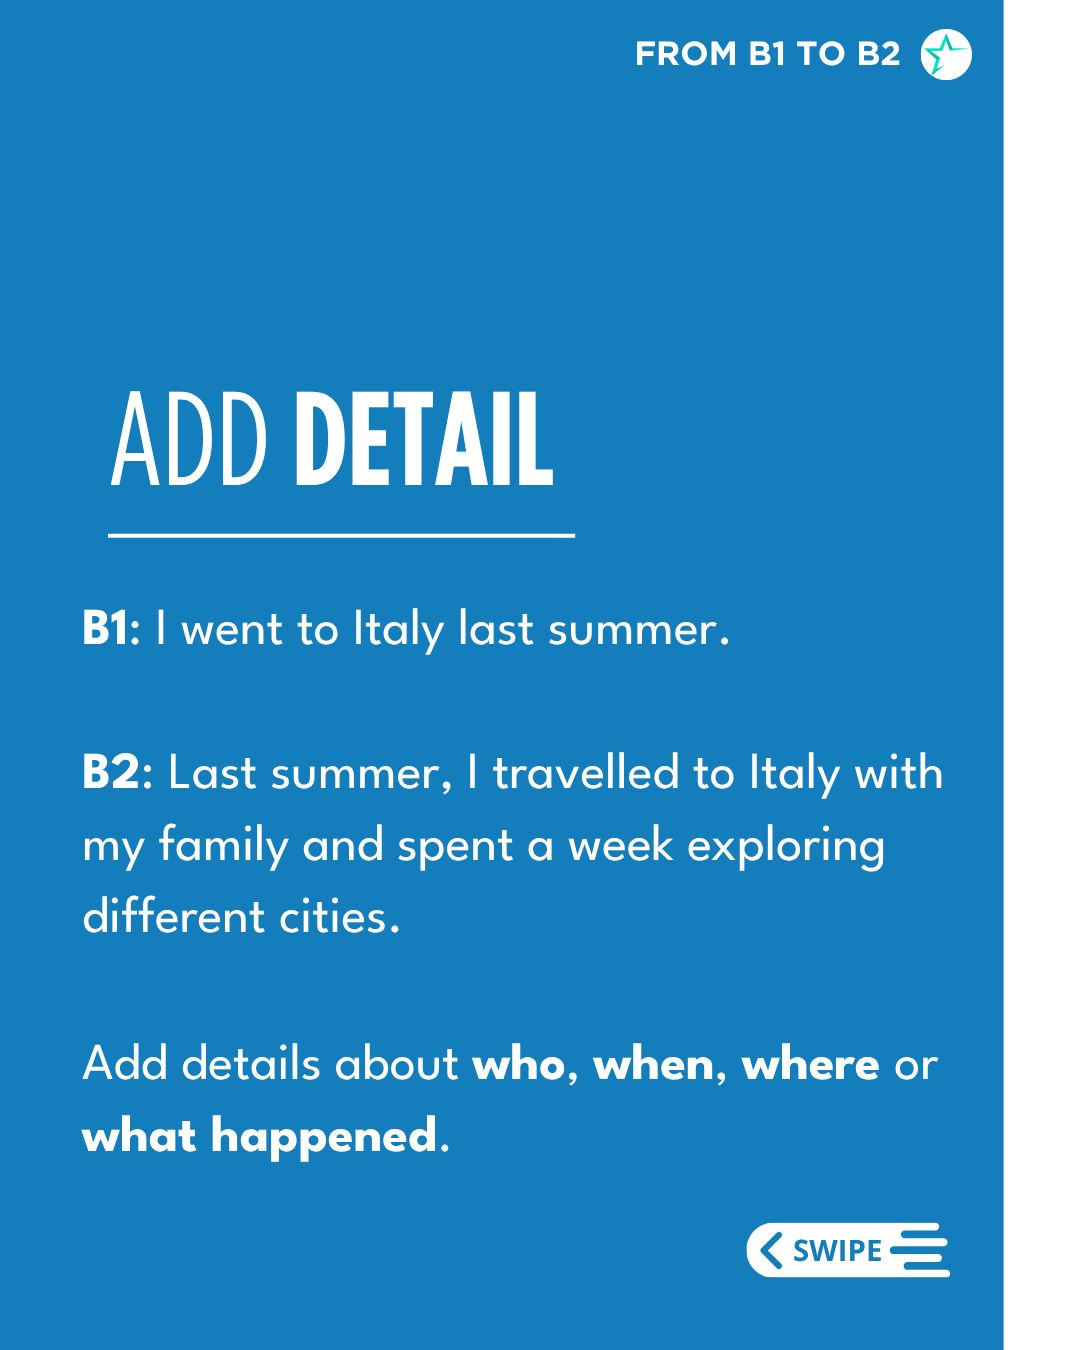 FROM B1 TO B2
ADD DETAIL
B1: I went to Italy last summer.
B2: Last summer, I travelled to Italy with
my family and spent a week exploring
different cities.
Add details about who, when, where or
what happened.
SWIPE